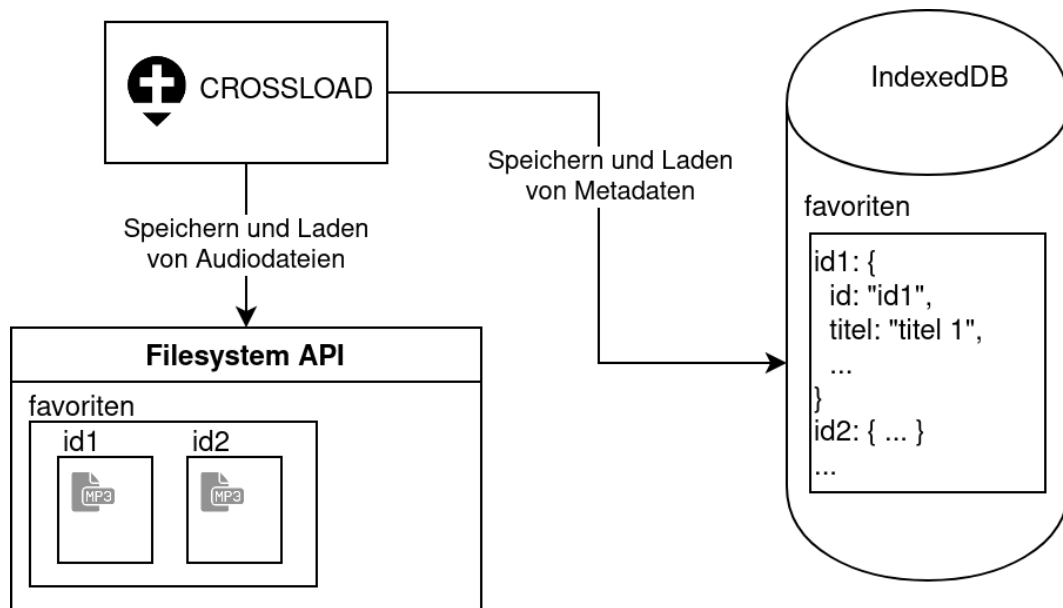 CROSSLOAD
IndexedDB
Speichern und Laden
von Metadaten
Speichern und Laden
von Audiodateien
favoriten
id1: {
id: "id1",
titel: "titel 1",
...
}
id2: { ... }
...
Filesystem API
favoriten
id1
id2
MP3
MP3